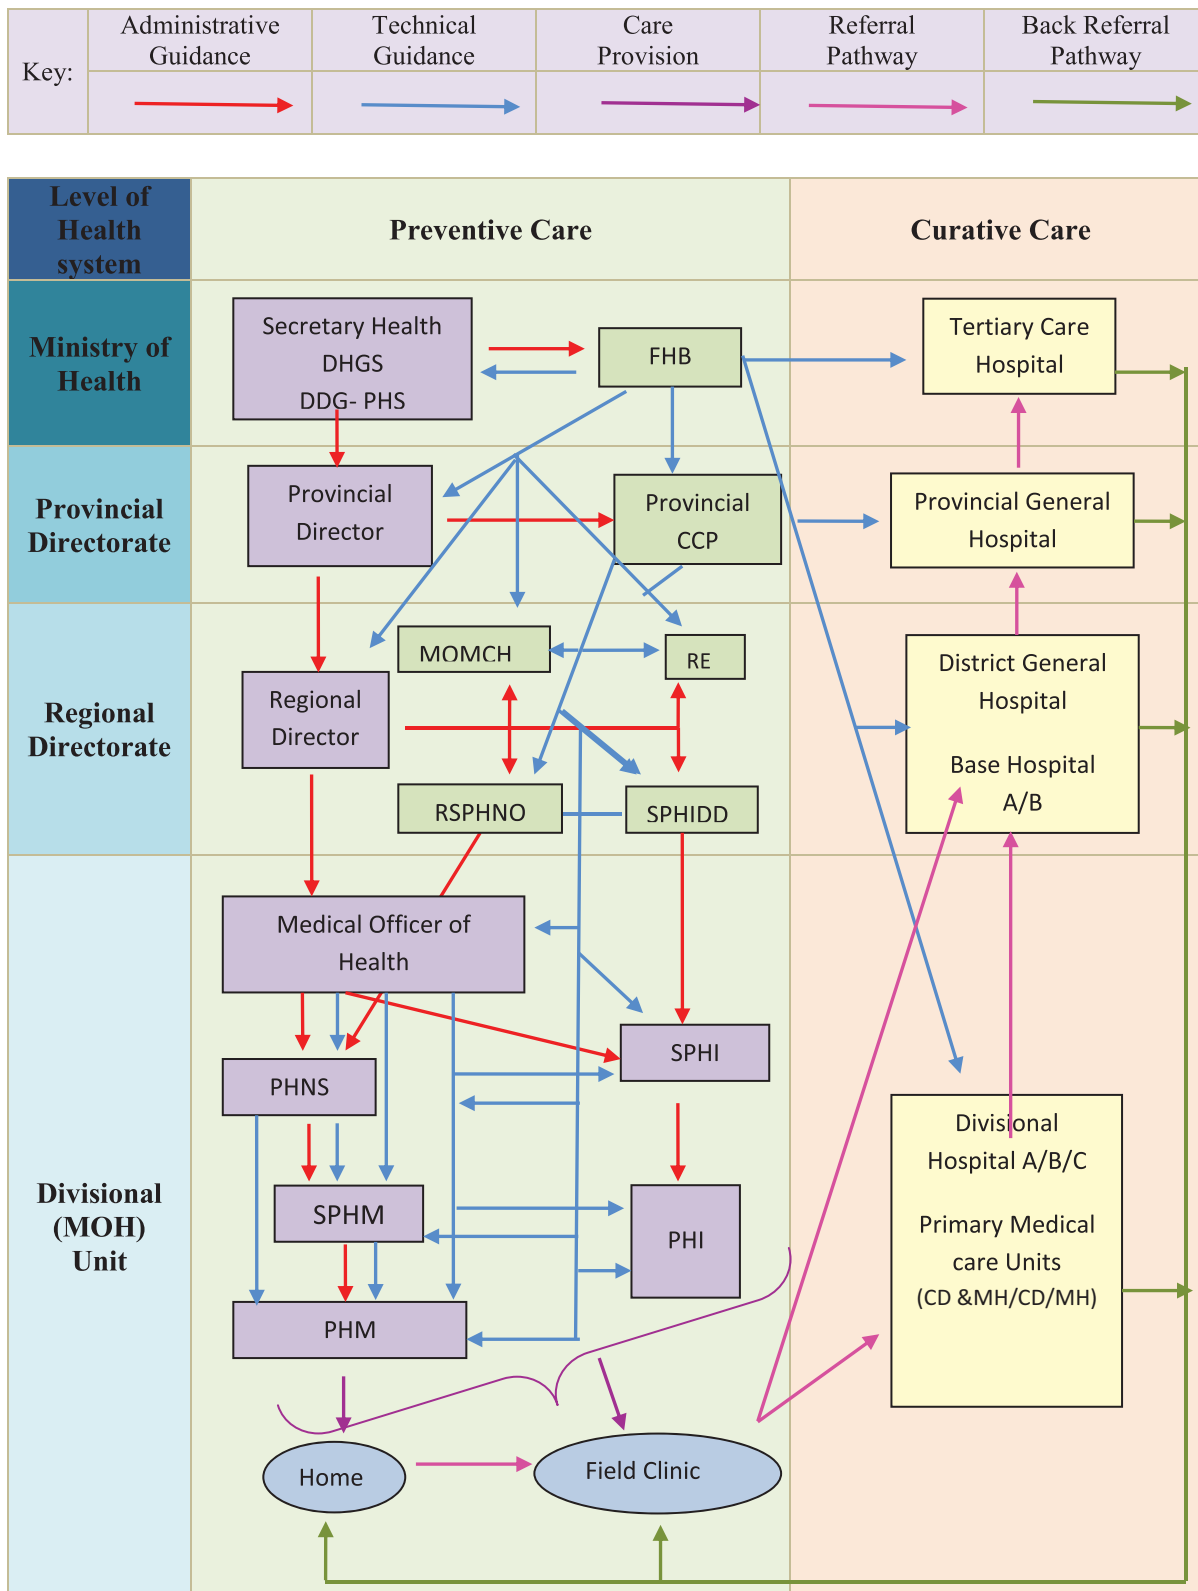 Key:
Administrative
Guidance
Technical
Guidance
Care
Provision
Referral
Pathway
Back Referral
Pathway
Level of
Health
system
Preventive Care
Curative Care
Ministry of
Health
Secretary Health
DHGS
DDG- PHS
FHB
Tertiary Care
Hospital
Provincial
Directorate
Provincial
Director
Provincial
CCP
Provincial General
Hospital
Regional
Directorate
MOMCH
RE
Regional
Director
RSPHNO
SPHIDD
District General
Hospital
Base Hospital
A/B
Divisional
(MOH)
Unit
Medical Officer of
Health
SPHI
PHNS
SPHM
PHI
PHM
Divisional
Hospital A/B/C
Primary Medical
care Units
(CD &MH/CD/MH)
Home
Field Clinic